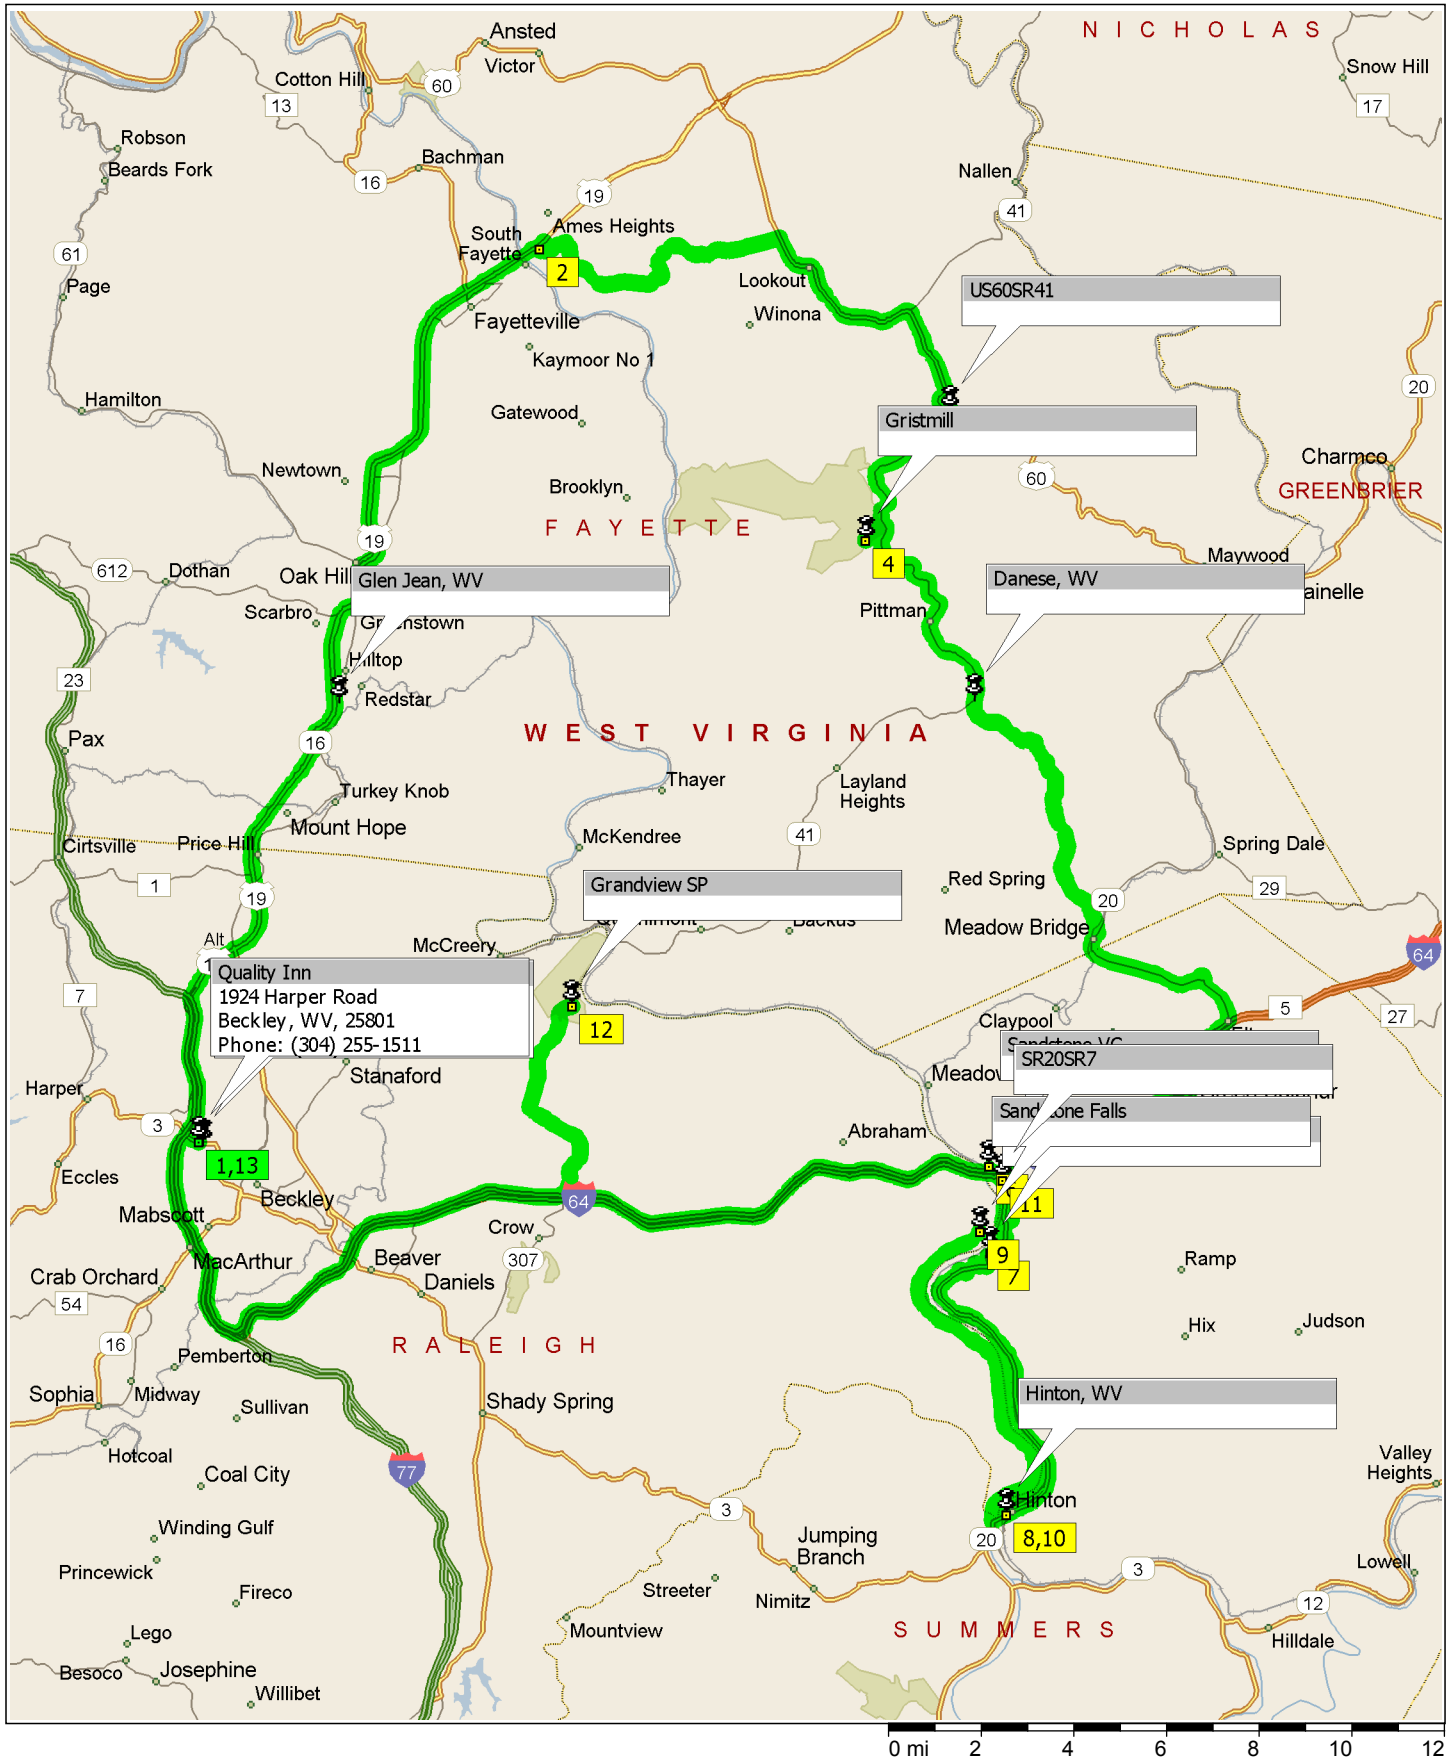 NICHOLAS
Ansted
Victor
Snow Hill
Cotton Hill
60
13
17
Robson
Beards Fork
Bachman
16
Nallen
19
41
Ames Heights
South
Fayette
61
2
Lookout
Page
US60SR41
Winona
Fayetteville
Kaymoor No 1
20
Hamilton
Gatewood
Gristmill
Charmco
Newtown
60
GREENBRIER
Brooklyn
FAYETTE
19
Maywood
612
Dothan
Oak Hill
4
Glen Jean, WV
Danese, WV
ainelle
Scarbro
Pittman
Hilltop
23
Redstar
WEST VIRGINIA
16
Pax
Thayer
Layland
Heights
Turkey Knob
Mount Hope
41
McKendree
Cirtsville
Price Hill
Spring Dale
1
Grandview SP
Red Spring
29
19
20
Backus
Meadow Bridge
Alt
McCreery
64
Quality Inn
1924 Harper Road
Beckley, WV, 25801
Phone: (304) 255-1511
7
12
5
27
Claypool
SR20SR7
Stanaford
Harper
Sandstone Falls
3
Abraham
1,13
Eccles
Beckley
64
11
Mabscott
Crow
MacArthur
Beaver
307
9
7
Ramp
Crab Orchard
Daniels
54
Hix
Judson
16
RALEIGH
Pemberton
Sophia
Midway
Shady Spring
Hinton, WV
Sullivan
Hotcoal
Valley
Heights
Coal City
77
Hinton
3
Winding Gulf
20
8,10
Jumping
Branch
Princewick
3
Lowell
Fireco
Streeter
Nimitz
12
Lego
Mountview
SUMMERS
Hilldale
Besoco
Josephine
Willibet
0 mi 2 4 6 8 10 12